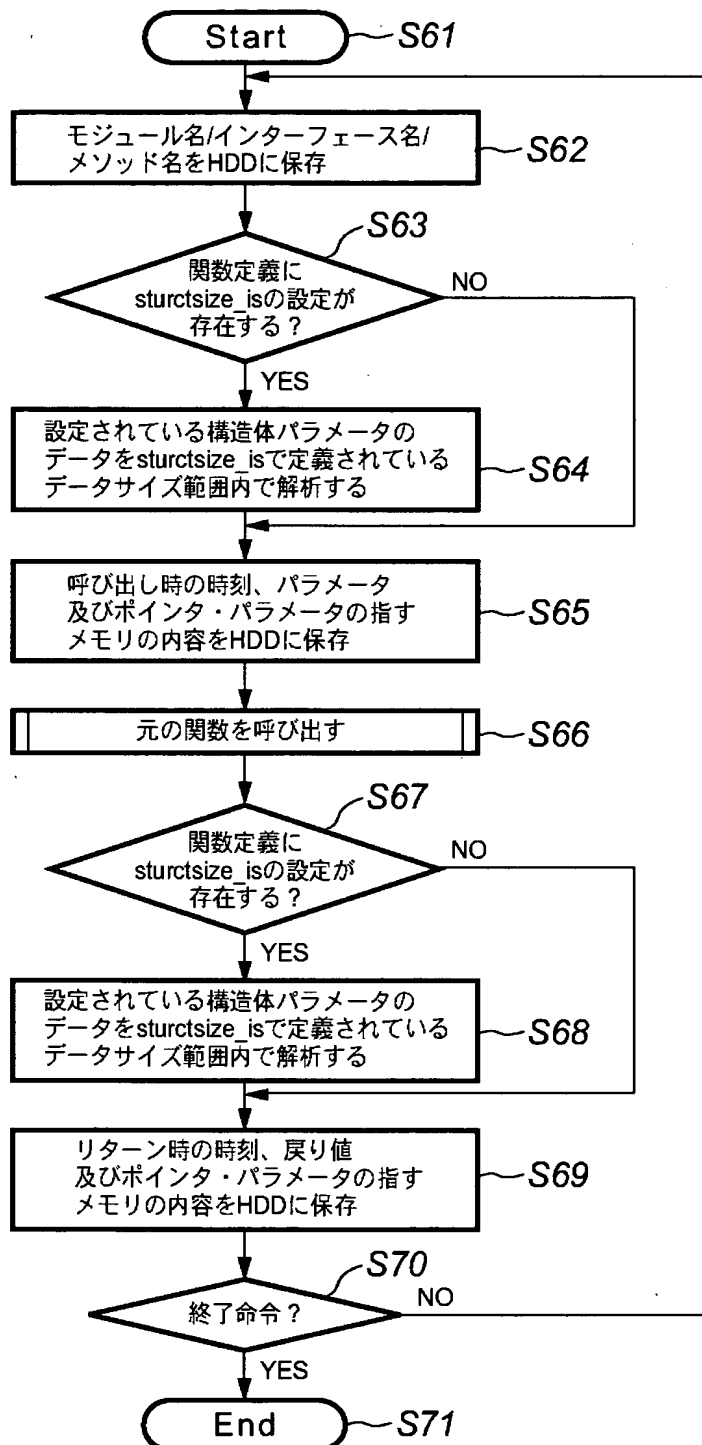 Start
S61
モジュール名/インターフェース名/
メソッド名をHDDに保存
S62
S63
関数定義に
sturctsize_isの設定が
存在する?
NO
YES
設定されている構造体パラメータの
データをsturctsize_isで定義されている
データサイズ範囲内で解析する
S64
呼び出し時の時刻、パラメータ
及びポインタ・パラメータの指す
メモリの内容をHDDに保存
S65
元の関数を呼び出す
S66
S67
関数定義に
sturctsize_isの設定が
存在する?
NO
YES
設定されている構造体パラメータの
データをsturctsize_isで定義されている
データサイズ範囲内で解析する
S68
リターン時の時刻、戻り値
及びポインタ・パラメータの指す
メモリの内容をHDDに保存
S69
S70
終了命令?
NO
YES
End
S71